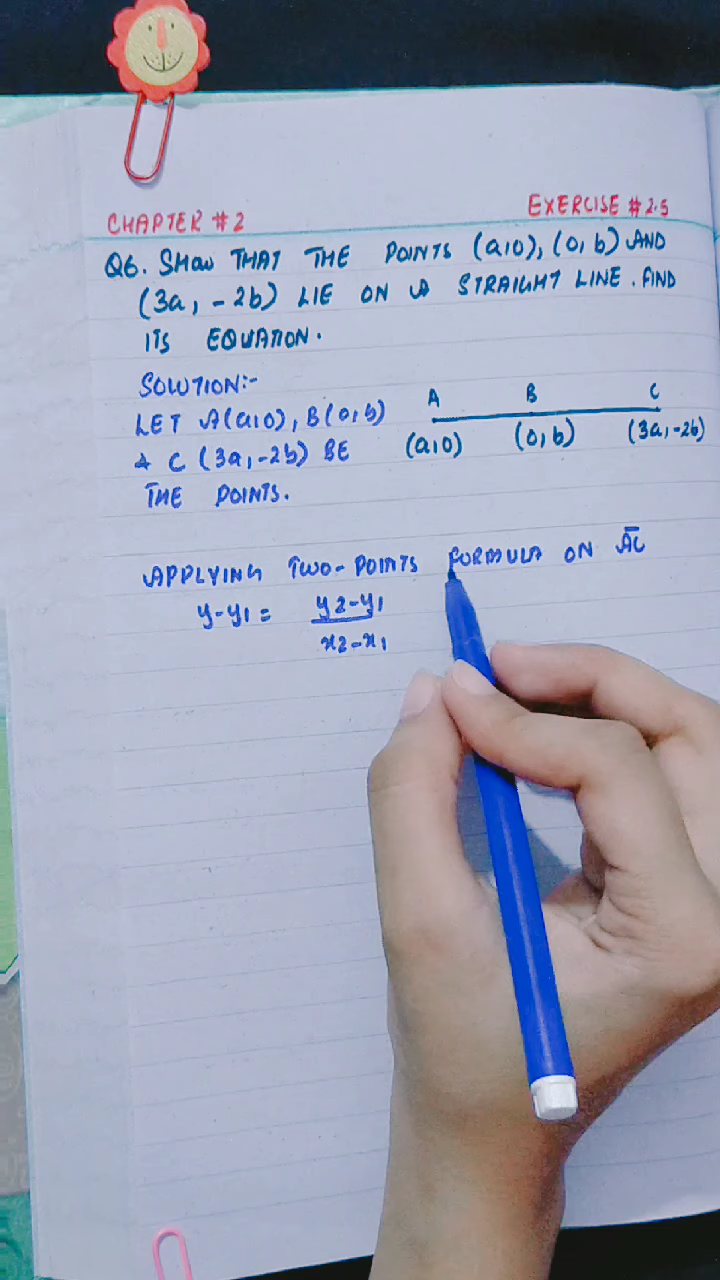 CHAPTER #2 EXERCISE #2.5
Q6. SHOW THAT THE POINTS (a,0), (0,b) AND
(3a, -2b) LIE ON A STRAIGHT LINE. FIND
ITS EQUATION.
SOLUTION:-
LET A(a,0), B(0,b)
& C (3a,-2b) BE
THE POINTS.
A B C
(a,0) (0,b) (3a,-2b)
APPLYING TWO-POINTS FORMULA ON A̅C̅
y-y₁ = y₂-y₁
x₂-x₁